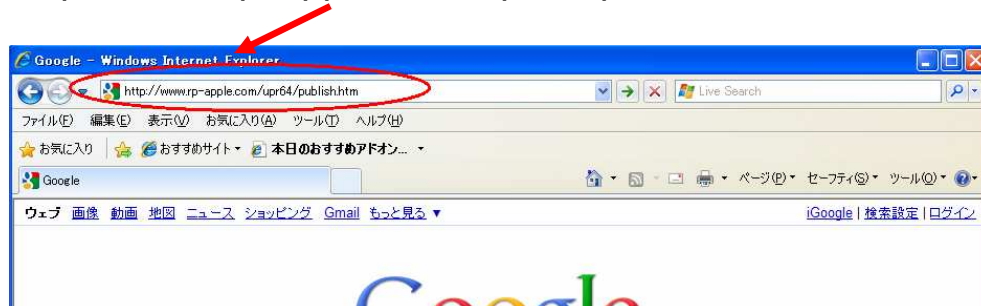 Google - Windows Internet Explorer
http://www.rp-apple.com/upr64/publish.htm Live Search
ファイル(F) 編集(E) 表示(V) お気に入り(A) ツール(T) ヘルプ(H)
お気に入り おすすめサイト 本日のおすすめアドオン...
Google ページ(P) セーフティ(S) ツール(O)
ウェブ 画像 動画 地図 ニュース ショッピング Gmail もっと見る ▼ iGoogle | 検索設定 | ログイン
Google